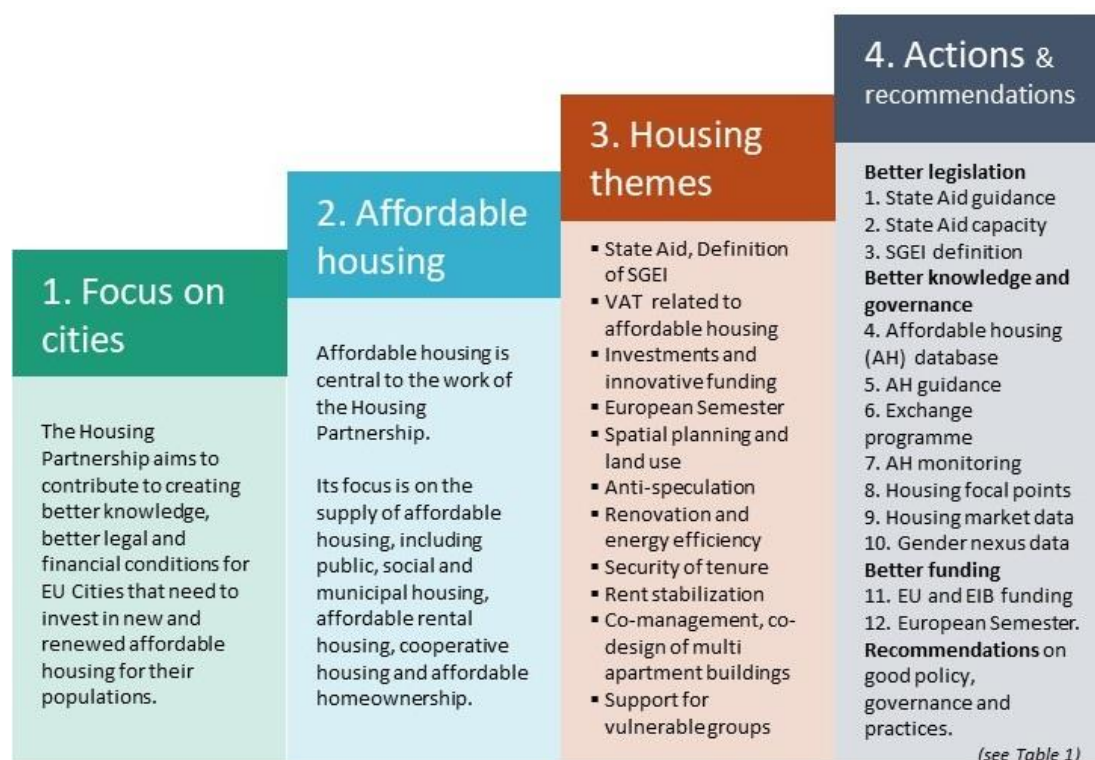 1. Focus on
cities
The Housing
Partnership aims to
contribute to creating
better knowledge,
better legal and
financial conditions for
EU Cities that need to
invest in new and
renewed affordable
housing for their
populations.
2. Affordable
housing
Affordable housing is
central to the work of
the Housing
Partnership.
Its focus is on the
supply of affordable
housing, including
public, social and
municipal housing,
affordable rental
housing, cooperative
housing and affordable
homeownership.
3. Housing
themes
▪ State Aid, Definition
of SGEI
▪ VAT related to
affordable housing
▪ Investments and
innovative funding
▪ European Semester
▪ Spatial planning and
land use
▪ Anti-speculation
▪ Renovation and
energy efficiency
▪ Security of tenure
▪ Rent stabilization
▪ Co-management, co-
design of multi
apartment buildings
▪ Support for
vulnerable groups
4. Actions &
recommendations
Better legislation
1. State Aid guidance
2. State Aid capacity
3. SGEI definition
Better knowledge and
governance
4. Affordable housing
(AH) database
5. AH guidance
6. Exchange
programme
7. AH monitoring
8. Housing focal points
9. Housing market data
10. Gender nexus data
Better funding
11. EU and EIB funding
12. European Semester.
Recommendations on
good policy,
governance and
practices.
(see Table 1)